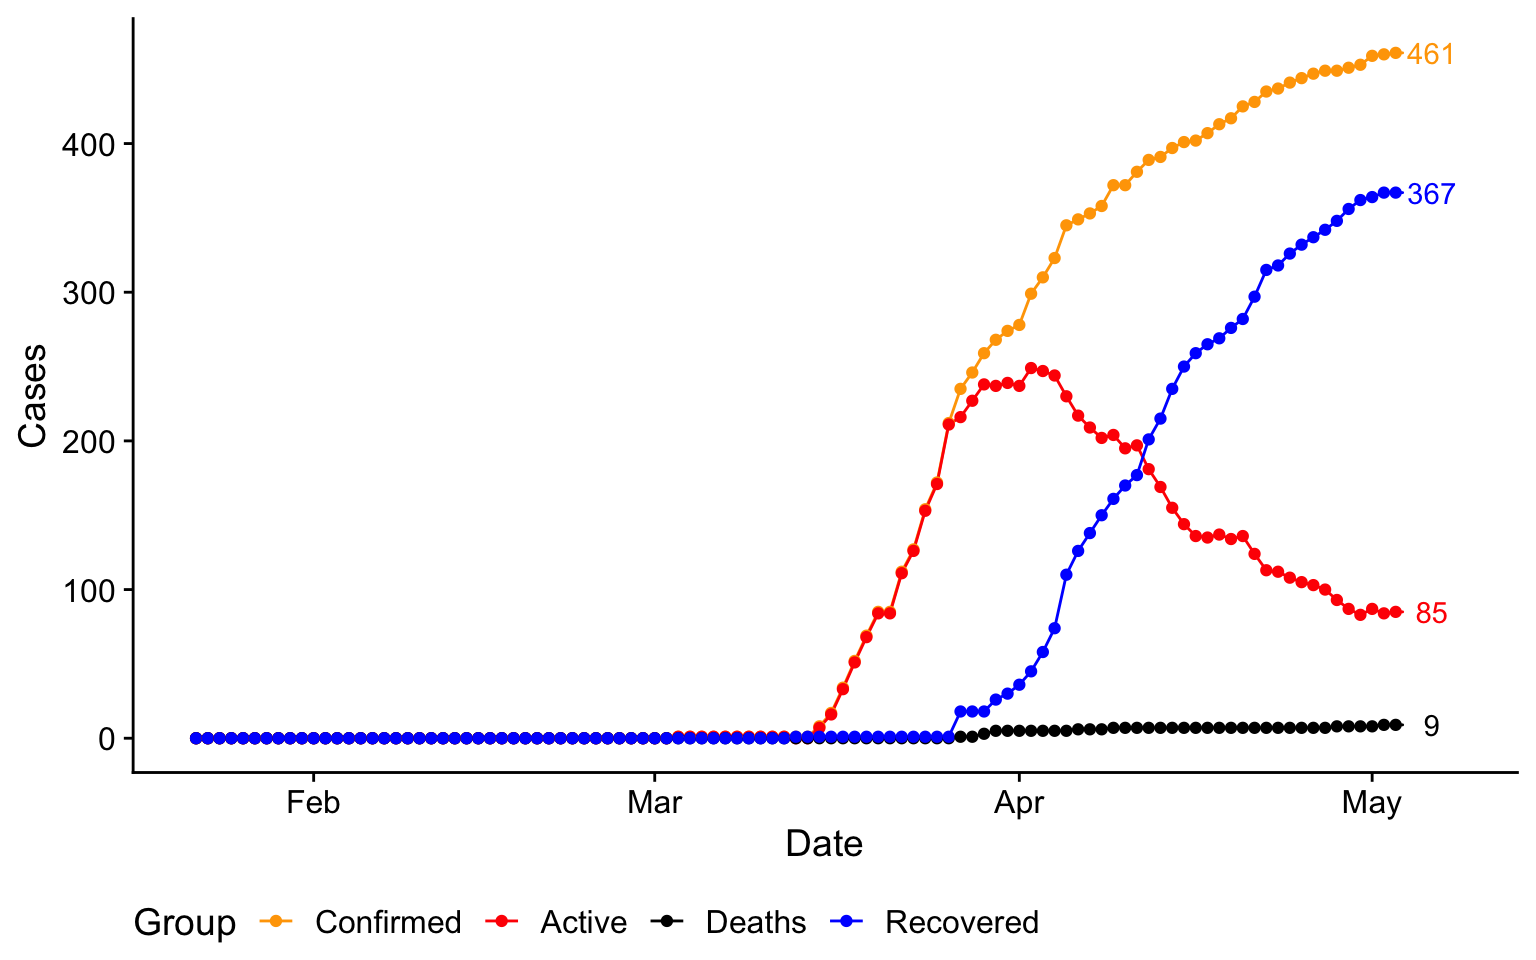 461
400
367
300
Cases
200
100
85
9
0
Feb Mar Apr May
Date
Group Confirmed Active Deaths Recovered